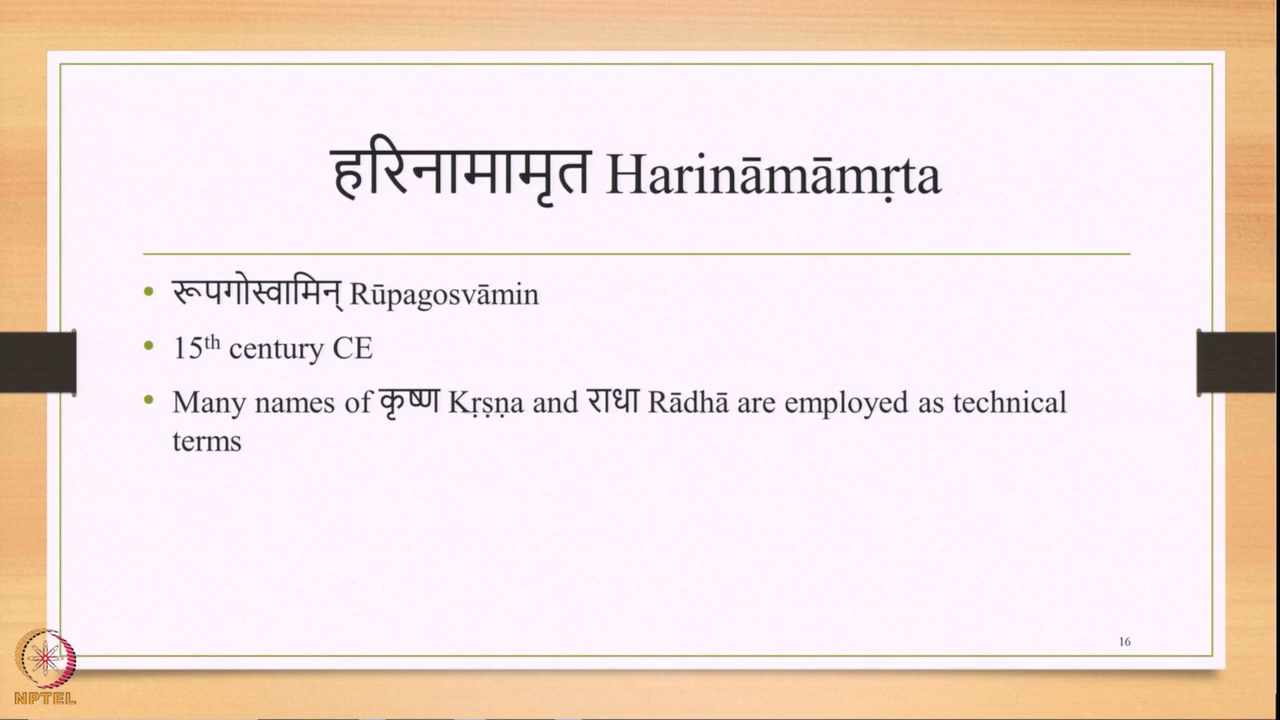 हरिनामामृत Harināmāmṛta
• रूपगोस्वामिन् Rūpagosvāmin
• 15th century CE
• Many names of कृष्ण Kṛṣṇa and राधा Rādhā are employed as technical
terms
16
NPTEL